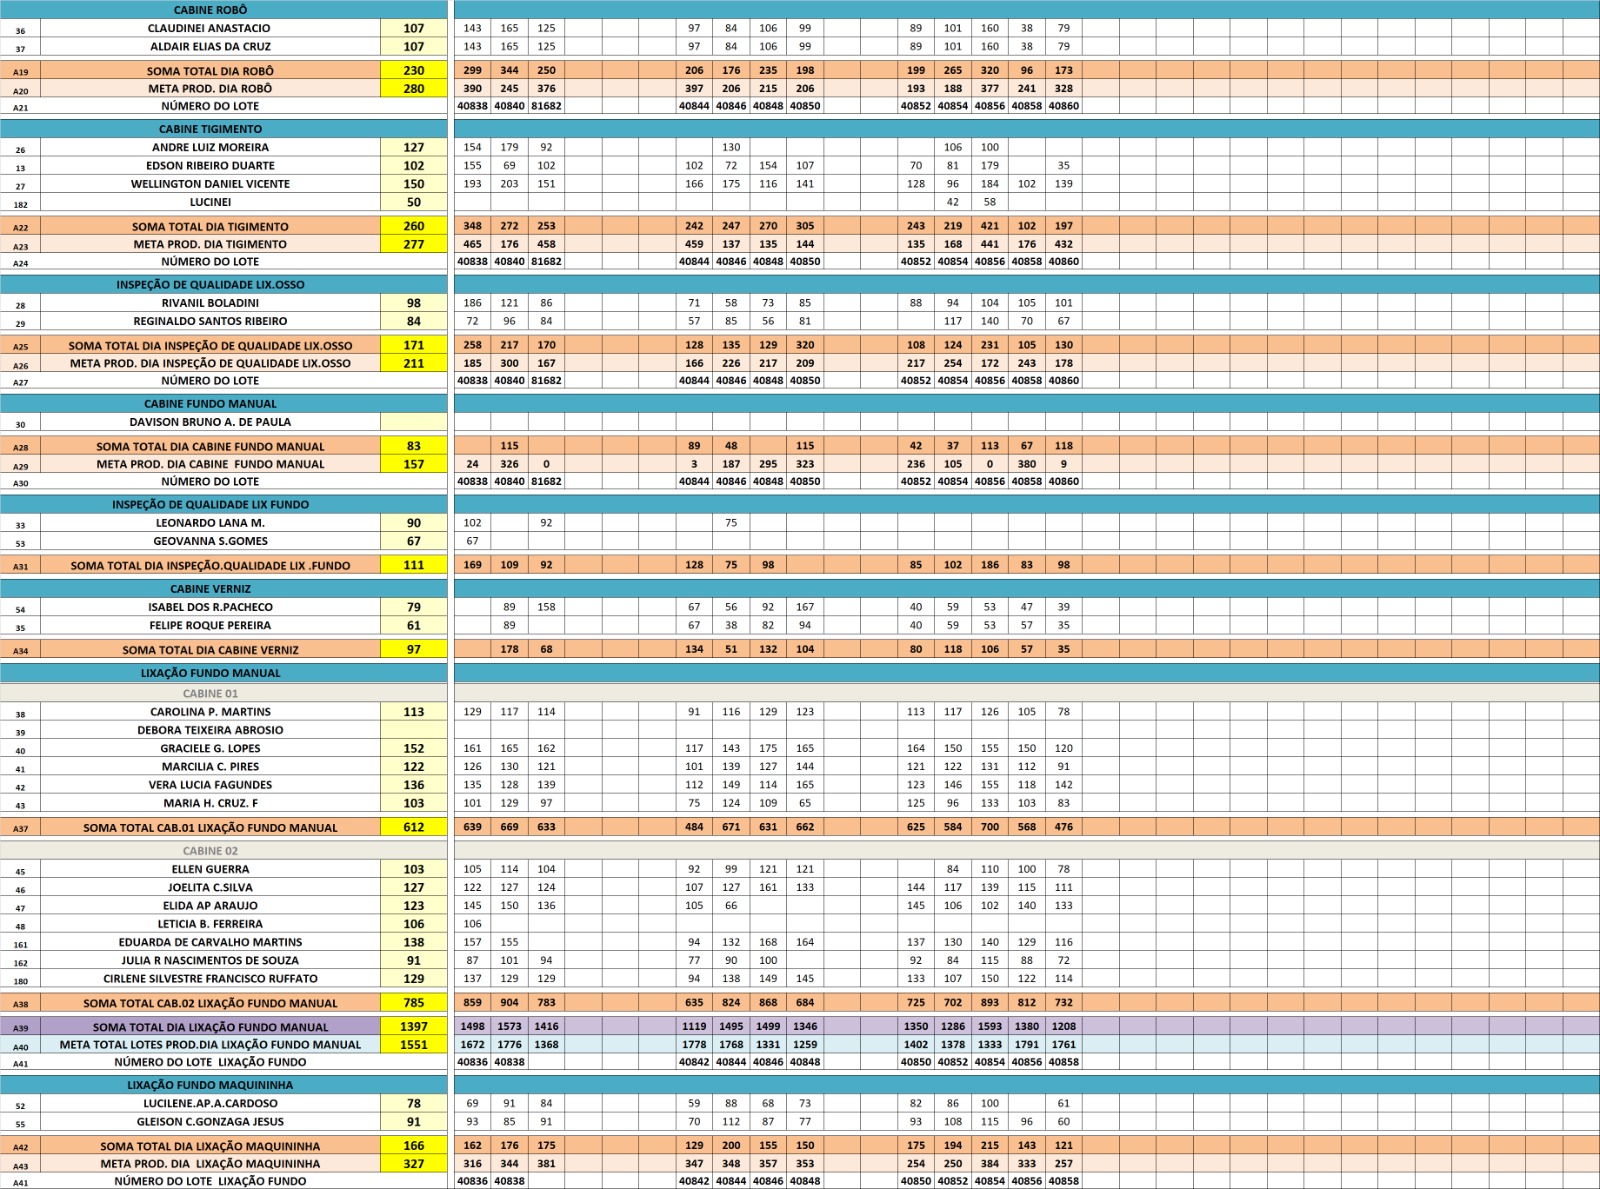 CABINE ROBÔ
36 CLAUDINEI ANASTACIO 107 143 165 125 97 84 106 99 89 101 160 38 79
37 ALDAIR ELIAS DA CRUZ 107 143 165 125 97 84 106 99 89 101 160 38 79
A19 SOMA TOTAL DIA ROBÔ 230 299 344 250 206 176 235 198 199 265 320 96 173
A20 META PROD. DIA ROBÔ 280 390 245 376 397 206 215 206 193 188 377 241 328
A21 NÚMERO DO LOTE 40838 40840 81682 40844 40846 40848 40850 40852 40854 40856 40858 40860
CABINE TIGIMENTO
26 ANDRE LUIZ MOREIRA 127 154 179 92 130 106 100
13 EDSON RIBEIRO DUARTE 102 155 69 102 102 72 154 107 70 81 179 35
27 WELLINGTON DANIEL VICENTE 150 193 203 151 166 175 116 141 128 96 184 102 139
182 LUCINEI 50 42 58
A22 SOMA TOTAL DIA TIGIMENTO 260 348 272 253 242 247 270 305 243 219 421 102 197
A23 META PROD. DIA TIGIMENTO 277 465 176 458 459 137 135 144 135 168 441 176 432
A24 NÚMERO DO LOTE 40838 40840 81682 40844 40846 40848 40850 40852 40854 40856 40858 40860
INSPEÇÃO DE QUALIDADE LIX.OSSO
28 RIVANIL BOLADINI 98 186 121 86 71 58 73 85 88 94 104 105 101
29 REGINALDO SANTOS RIBEIRO 84 72 96 84 57 85 56 81 117 140 70 67
A25 SOMA TOTAL DIA INSPEÇÃO DE QUALIDADE LIX.OSSO 171 258 217 170 128 135 129 320 108 124 231 105 130
A26 META PROD. DIA INSPEÇÃO DE QUALIDADE LIX.OSSO 211 185 300 167 166 226 217 209 217 254 172 243 178
A27 NÚMERO DO LOTE 40838 40840 81682 40844 40846 40848 40850 40852 40854 40856 40858 40860
CABINE FUNDO MANUAL
30 DAVISON BRUNO A. DE PAULA
A28 SOMA TOTAL DIA CABINE FUNDO MANUAL 83 115 89 48 115 42 37 113 67 118
A29 META PROD. DIA CABINE  FUNDO MANUAL 157 24 326 0 3 187 295 323 236 105 0 380 9
A30 NÚMERO DO LOTE 40838 40840 81682 40844 40846 40848 40850 40852 40854 40856 40858 40860
INSPEÇÃO DE QUALIDADE LIX FUNDO
33 LEONARDO LANA M. 90 102 92 75
53 GEOVANNA S.GOMES 67 67
A31 SOMA TOTAL DIA INSPEÇÃO.QUALIDADE LIX .FUNDO 111 169 109 92 128 75 98 85 102 186 83 98
CABINE VERNIZ
54 ISABEL DOS R.PACHECO 79 89 158 67 56 92 167 40 59 53 47 39
35 FELIPE ROQUE PEREIRA 61 89 67 38 82 94 40 59 53 57 35
A34 SOMA TOTAL DIA CABINE VERNIZ 97 178 68 134 51 132 104 80 118 106 57 35
LIXAÇÃO FUNDO MANUAL
CABINE 01
38 CAROLINA P. MARTINS 113 129 117 114 91 116 129 123 113 117 126 105 78
39 DEBORA TEIXEIRA ABROSIO
40 GRACIELE G. LOPES 152 161 165 162 117 143 175 165 164 150 155 150 120
41 MARCILIA C. PIRES 122 126 130 121 101 139 127 144 121 122 131 112 91
42 VERA LUCIA FAGUNDES 136 135 128 139 112 149 114 165 123 146 155 118 142
43 MARIA H. CRUZ. F 103 101 129 97 75 124 109 65 125 96 133 103 83
A37 SOMA TOTAL CAB.01 LIXAÇÃO FUNDO MANUAL 612 639 669 633 484 671 631 662 625 584 700 568 476
CABINE 02
45 ELLEN GUERRA 103 105 114 104 92 99 121 121 84 110 100 78
46 JOELITA C.SILVA 127 122 127 124 107 127 161 133 144 117 139 115 111
47 ELIDA AP ARAUJO 123 145 150 136 105 66 145 106 102 140 133
48 LETICIA B. FERREIRA 106 106
161 EDUARDA DE CARVALHO MARTINS 138 157 155 94 132 168 164 137 130 140 129 116
162 JULIA R NASCIMENTOS DE SOUZA 91 87 101 94 77 90 100 92 84 115 88 72
180 CIRLENE SILVESTRE FRANCISCO RUFFATO 129 137 129 129 94 138 149 145 133 107 150 122 114
A38 SOMA TOTAL CAB.02 LIXAÇÃO FUNDO MANUAL 785 859 904 783 635 824 868 684 725 702 893 812 732
A39 SOMA TOTAL DIA LIXAÇÃO FUNDO MANUAL 1397 1498 1573 1416 1119 1495 1499 1346 1350 1286 1593 1380 1208
A40 META TOTAL LOTES PROD.DIA LIXAÇÃO FUNDO MANUAL 1551 1672 1776 1368 1778 1768 1331 1259 1402 1378 1333 1791 1761
A41 NÚMERO DO LOTE  LIXAÇÃO FUNDO 40836 40838 40842 40844 40846 40848 40850 40852 40854 40856 40858
LIXAÇÃO FUNDO MAQUININHA
52 LUCILENE.AP.A.CARDOSO 78 69 91 84 59 88 68 73 82 86 100 61
55 GLEISON C.GONZAGA JESUS 91 93 85 91 70 112 87 77 93 108 115 96 60
A42 SOMA TOTAL DIA LIXAÇÃO MAQUININHA 166 162 176 175 129 200 155 150 175 194 215 143 121
A43 META PROD. DIA  LIXAÇÃO MAQUININHA 327 316 344 381 347 348 357 353 254 250 384 333 257
A41 NÚMERO DO LOTE  LIXAÇÃO FUNDO 40836 40838 40842 40844 40846 40848 40850 40852 40854 40856 40858